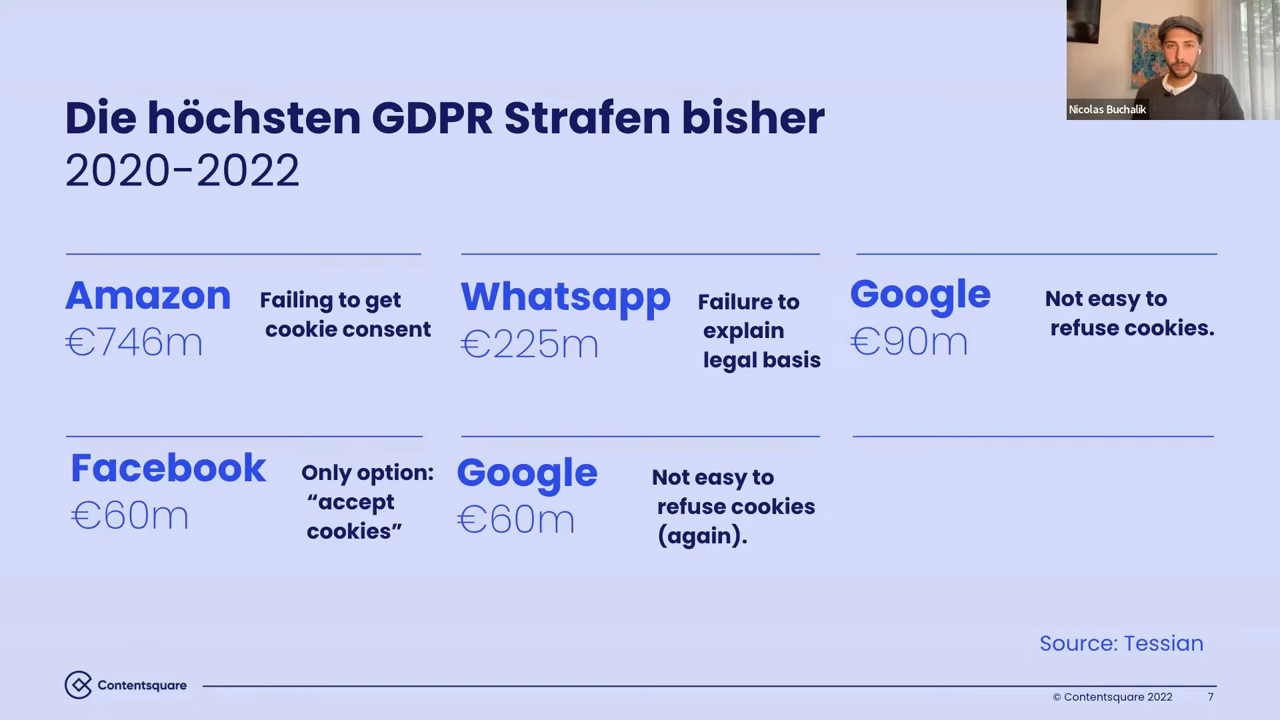 Nicolas Buchalik
Die höchsten GDPR Strafen bisher
2020-2022
Amazon
€746m
Failing to get
cookie consent
Whatsapp
€225m
Failure to
explain
legal basis
Google
€90m
Not easy to
refuse cookies.
Facebook
€60m
Only option:
“accept
cookies”
Google
€60m
Not easy to
refuse cookies
(again).
Source: Tessian
Contentsquare
© Contentsquare 2022
7